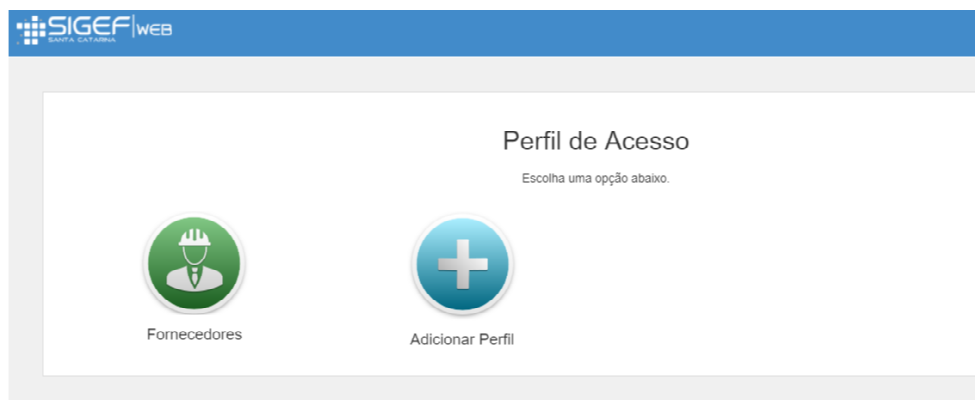 SIGEF WEB
SANTA CATARINA
Perfil de Acesso
Escolha uma opção abaixo.
Fornecedores
Adicionar Perfil